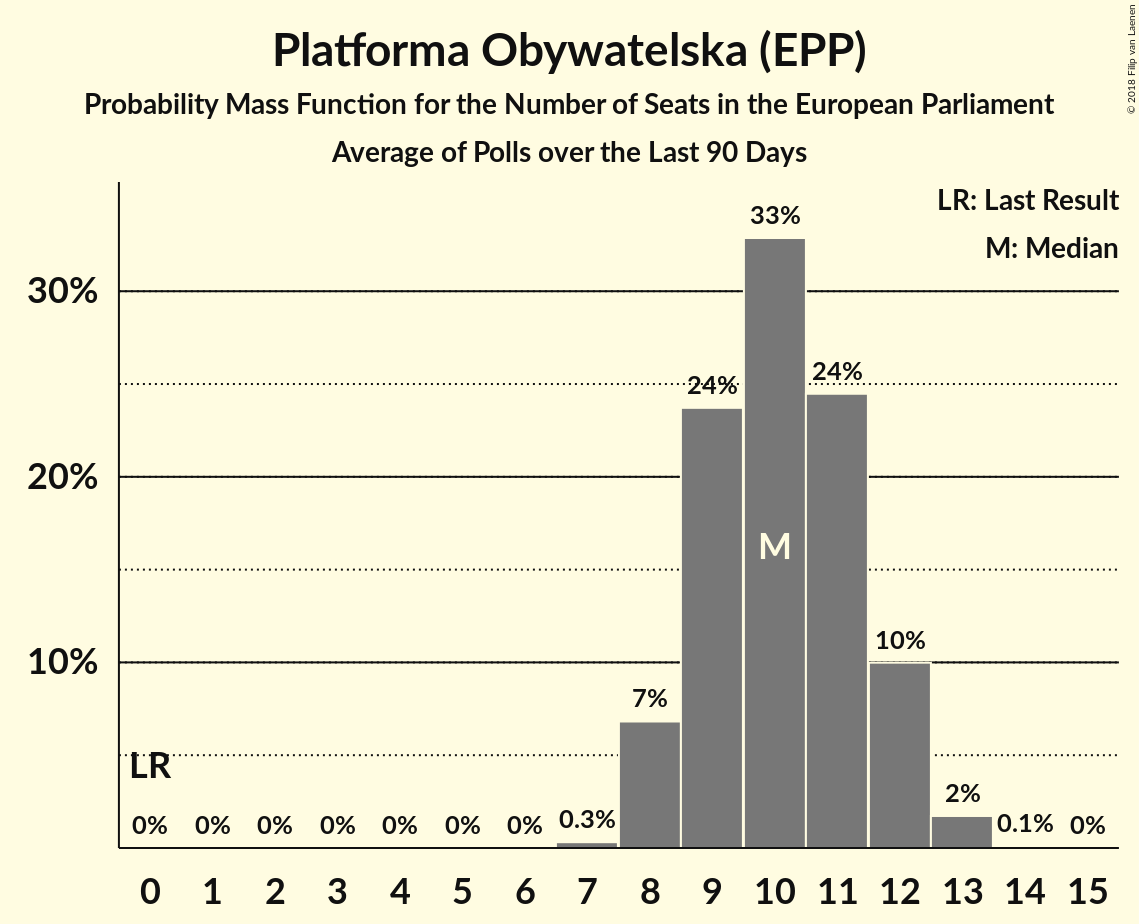 Platforma Obywatelska (EPP)
Probability Mass Function for the Number of Seats in the European Parliament
Average of Polls over the Last 90 Days
© 2018 Filip van Laenen
LR: Last Result
M: Median
33%
30%
24%
24%
20%
M
10%
10%
7%
LR
2%
0% 0% 0% 0% 0% 0% 0% 0.3% 0.1% 0%
0 1 2 3 4 5 6 7 8 9 10 11 12 13 14 15